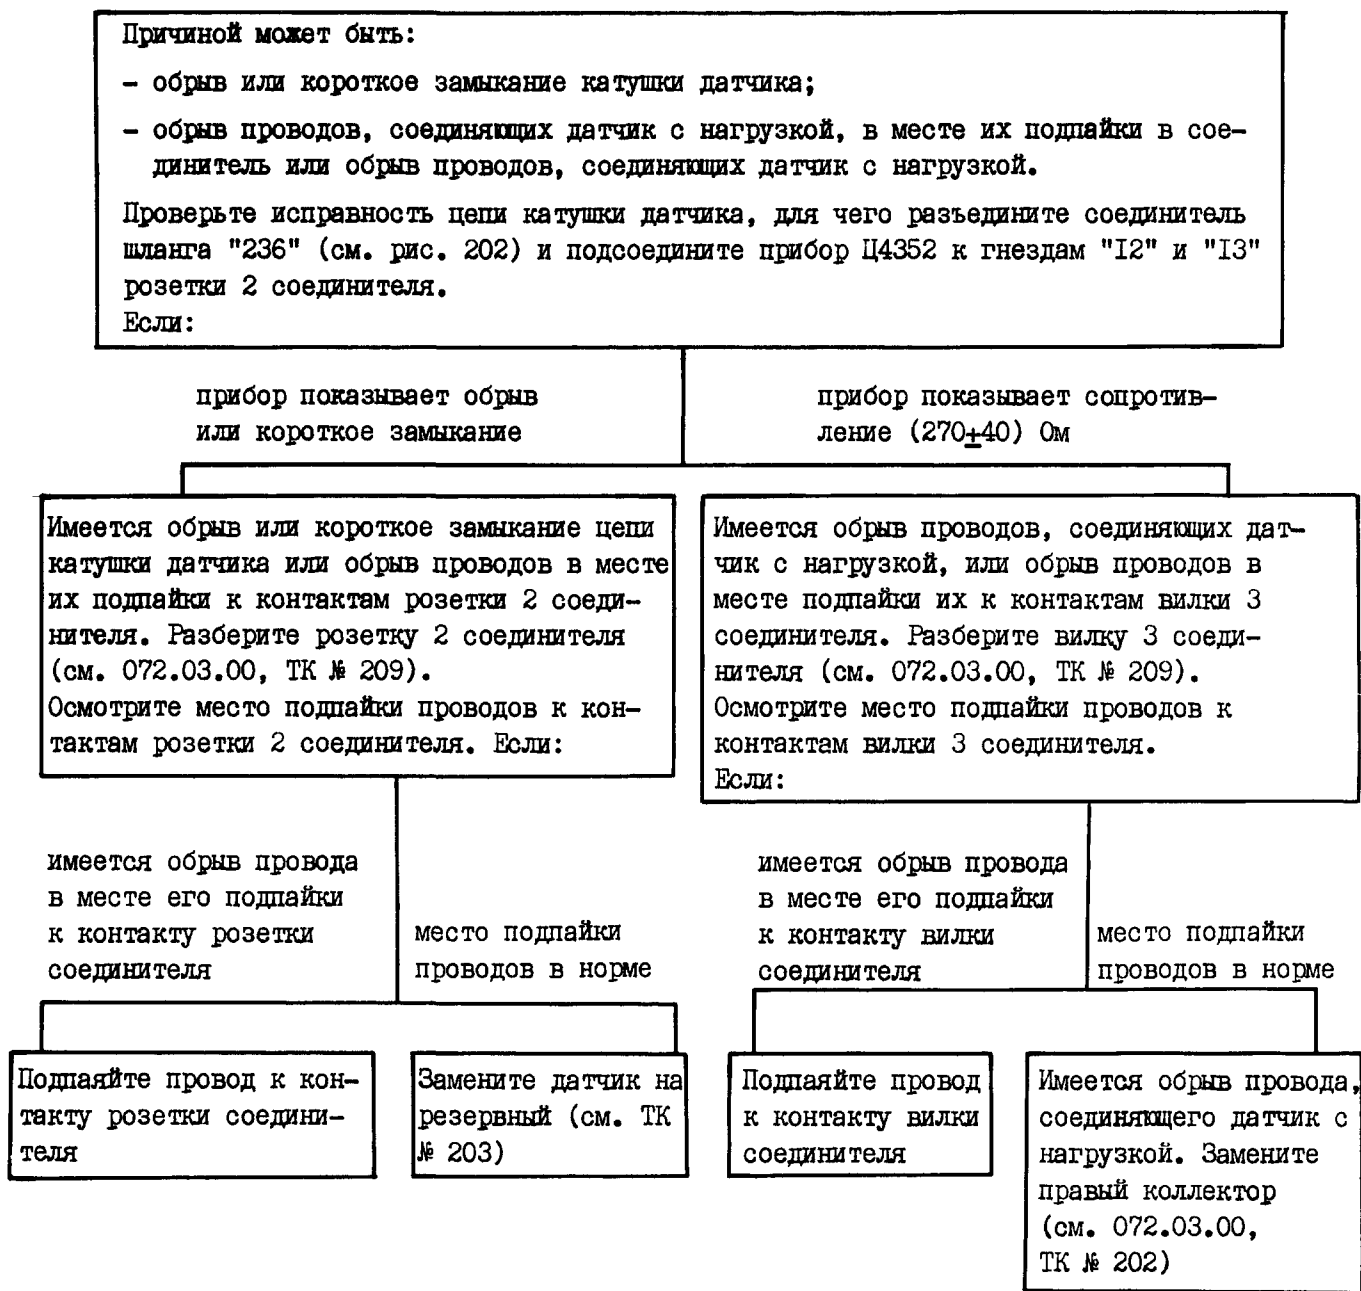 Причиной может быть:
- обрыв или короткое замыкание катушки датчика;
- обрыв проводов, соединяющих датчик с нагрузкой, в месте их подпайки в сое-
динитель или обрыв проводов, соединяющих датчик с нагрузкой.
Проверьте исправность цепи катушки датчика, для чего разъедините соединитель
шланга "236" (см. рис. 202) и подсоедините прибор Ц4352 к гнездам "I2" и "I3"
розетки 2 соединителя.
Если:
прибор показывает обрыв
или короткое замыкание
прибор показывает сопротив-
ление (270±40) Ом
Имеется обрыв или короткое замыкание цепи
катушки датчика или обрыв проводов в месте
их подпайки к контактам розетки 2 соеди-
нителя. Разберите розетку 2 соединителя
(см. 072.03.00, ТК № 209).
Осмотрите место подпайки проводов к кон-
тактам розетки 2 соединителя. Если:
Имеется обрыв проводов, соединяющих дат-
чик с нагрузкой, или обрыв проводов в
месте подпайки их к контактам вилки 3
соединителя. Разберите вилку 3 соеди-
нителя (см. 072.03.00, ТК № 209).
Осмотрите место подпайки проводов к
контактам вилки 3 соединителя.
Если:
имеется обрыв провода
в месте его подпайки
к контакту розетки
соединителя
место подпайки
проводов в норме
имеется обрыв провода
в месте его подпайки
к контакту вилки
соединителя
место подпайки
проводов в норме
Подпаяйте провод к кон-
такту розетки соедини-
теля
Замените датчик на
резервный (см. ТК
№ 203)
Подпаяйте провод
к контакту вилки
соединителя
Имеется обрыв провода,
соединяющего датчик с
нагрузкой. Замените
правый коллектор
(см. 072.03.00,
ТК № 202)